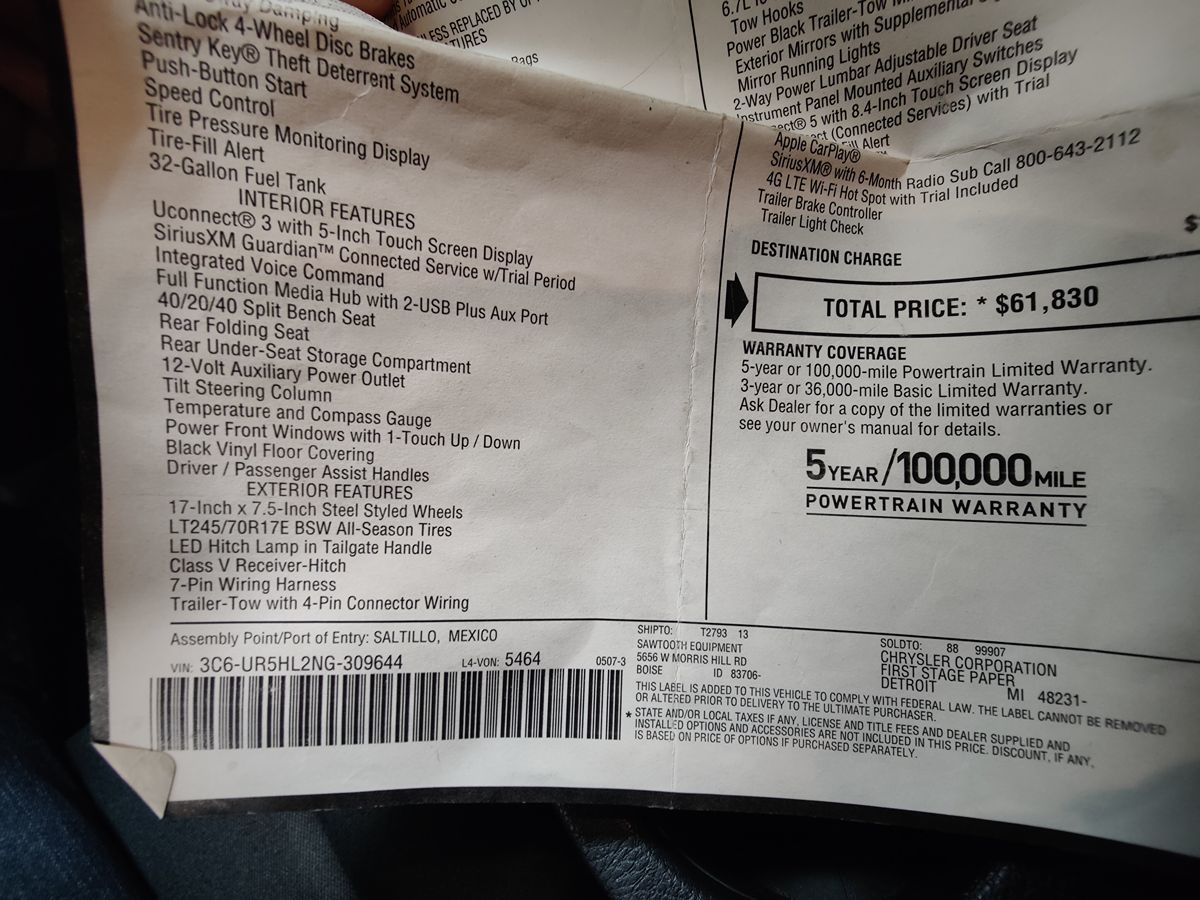 Damping
Anti-Lock 4-Wheel Disc Brakes
Sentry Key® Theft Deterrent System
Push-Button Start
Speed Control
Tire Pressure Monitoring Display
Tire-Fill Alert
32-Gallon Fuel Tank
INTERIOR FEATURES
Uconnect® 3 with 5-Inch Touch Screen Display
SiriusXM Guardian™ Connected Service w/Trial Period
Integrated Voice Command
Full Function Media Hub with 2-USB Plus Aux Port
40/20/40 Split Bench Seat
Rear Folding Seat
Rear Under-Seat Storage Compartment
12-Volt Auxiliary Power Outlet
Tilt Steering Column
Temperature and Compass Gauge
Power Front Windows with 1-Touch Up / Down
Black Vinyl Floor Covering
Driver / Passenger Assist Handles
EXTERIOR FEATURES
17-Inch x 7.5-Inch Steel Styled Wheels
LT245/70R17E BSW All-Season Tires
LED Hitch Lamp in Tailgate Handle
Class V Receiver-Hitch
7-Pin Wiring Harness
Trailer-Tow with 4-Pin Connector Wiring
Automatic
REPLACED BY
6.7L
Tow Hooks
Power Black Trailer-Tow
Exterior Mirrors with Supplemental
Mirror Running Lights
2-Way Power Lumbar Adjustable Driver Seat
Instrument Panel Mounted Auxiliary Switches
5 with 8.4-Inch Touch Screen Display
(Connected Services) with Trial
Alert
Apple CarPlay®
SiriusXM® with 6-Month Radio Sub Call 800-643-2112
4G LTE Wi-Fi Hot Spot with Trial Included
Trailer Brake Controller
Trailer Light Check
$
DESTINATION CHARGE
TOTAL PRICE: * $61,830
WARRANTY COVERAGE
5-year or 100,000-mile Powertrain Limited Warranty.
3-year or 36,000-mile Basic Limited Warranty.
Ask Dealer for a copy of the limited warranties or
see your owner's manual for details.
5 YEAR/100,000 MILE
POWERTRAIN WARRANTY
Assembly Point/Port of Entry: SALTILLO, MEXICO
VIN: 3C6-UR5HL2NG-309644 L4-VON: 5464 0507-3
SHIPTO: T2793 13
SAWTOOTH EQUIPMENT
5656 W MORRIS HILL RD
BOISE ID 83706-
SOLDTO: 88 99907
CHRYSLER CORPORATION
FIRST STAGE PAPER
DETROIT MI 48231-
THIS LABEL IS ADDED TO THIS VEHICLE TO COMPLY WITH FEDERAL LAW. THE LABEL CANNOT BE REMOVED
OR ALTERED PRIOR TO DELIVERY TO THE ULTIMATE PURCHASER.
* STATE AND/OR LOCAL TAXES IF ANY, LICENSE AND TITLE FEES AND DEALER SUPPLIED AND
INSTALLED OPTIONS AND ACCESSORIES ARE NOT INCLUDED IN THIS PRICE. DISCOUNT, IF ANY,
IS BASED ON PRICE OF OPTIONS IF PURCHASED SEPARATELY.